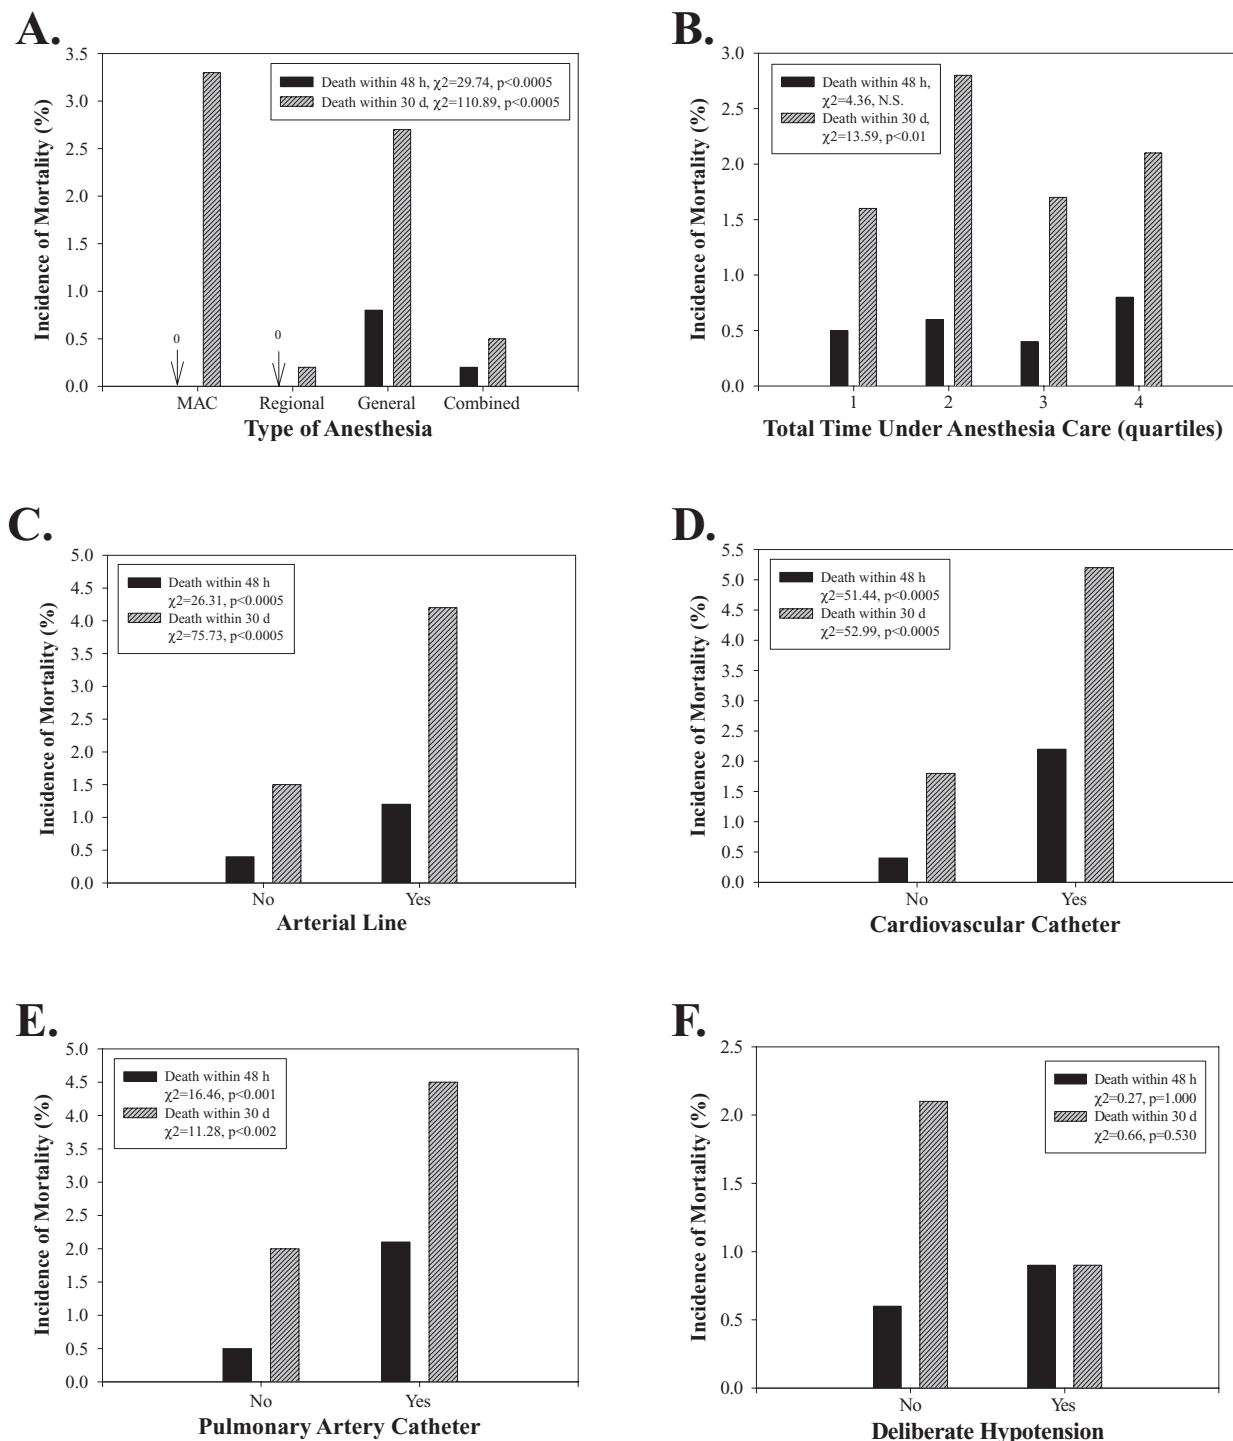 A.
Incidence of Mortality (%)
3.5
3.0
2.5
2.0
1.5
1.0
0.5
0.0
Death within 48 h, χ2=29.74, p<0.0005
Death within 30 d, χ2=110.89, p<0.0005
0
0
MAC Regional General Combined
Type of Anesthesia
B.
Incidence of Mortality (%)
3.0
2.5
2.0
1.5
1.0
0.5
0.0
Death within 48 h,
χ2=4.36, N.S.
Death within 30 d,
χ2=13.59, p<0.01
1 2 3 4
Total Time Under Anesthesia Care (quartiles)
C.
Incidence of Mortality (%)
5.0
4.5
4.0
3.5
3.0
2.5
2.0
1.5
1.0
0.5
0.0
Death within 48 h
χ2=26.31, p<0.0005
Death within 30 d
χ2=75.73, p<0.0005
No Yes
Arterial Line
D.
Incidence of Mortality (%)
5.5
5.0
4.5
4.0
3.5
3.0
2.5
2.0
1.5
1.0
0.5
0.0
Death within 48 h
χ2=51.44, p<0.0005
Death within 30 d
χ2=52.99, p<0.0005
No Yes
Cardiovascular Catheter
E.
Incidence of Mortality (%)
5.0
4.5
4.0
3.5
3.0
2.5
2.0
1.5
1.0
0.5
0.0
Death within 48 h
χ2=16.46, p<0.001
Death within 30 d
χ2=11.28, p<0.002
No Yes
Pulmonary Artery Catheter
F.
Incidence of Mortality (%)
2.5
2.0
1.5
1.0
0.5
0.0
Death within 48 h
χ2=0.27, p=1.000
Death within 30 d
χ2=0.66, p=0.530
No Yes
Deliberate Hypotension